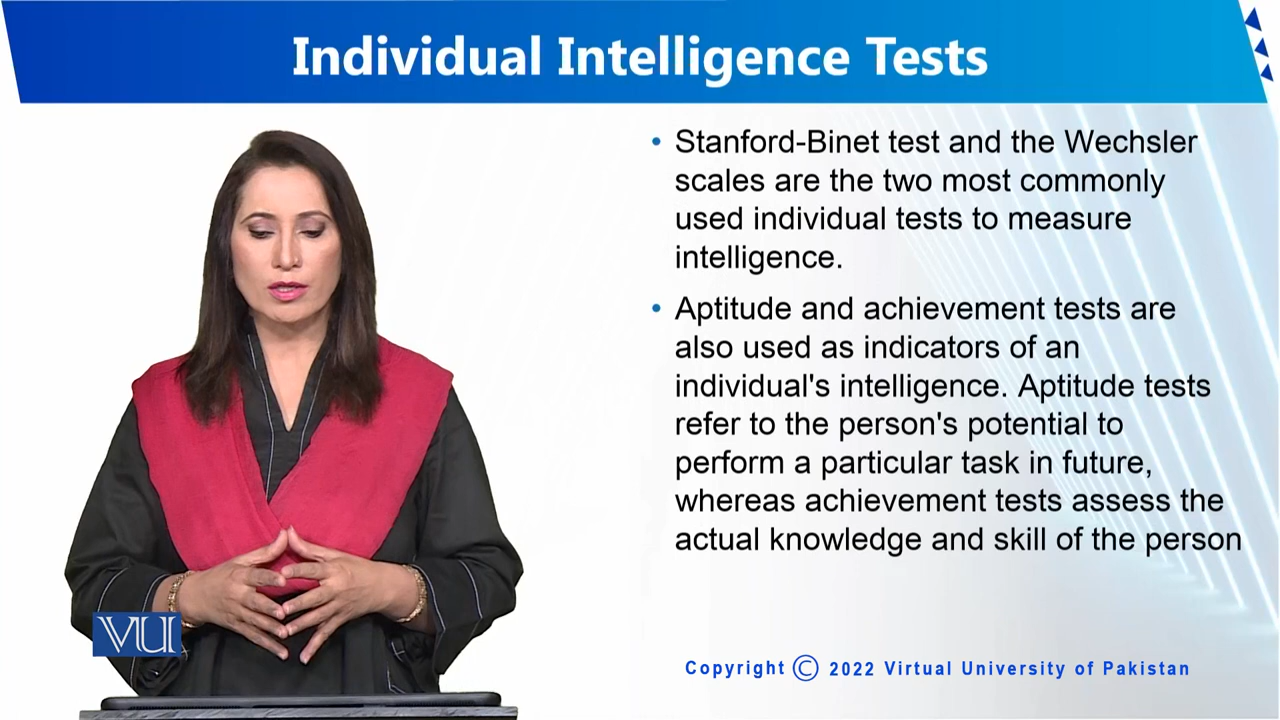 Individual Intelligence Tests
• Stanford-Binet test and the Wechsler
scales are the two most commonly
used individual tests to measure
intelligence.
• Aptitude and achievement tests are
also used as indicators of an
individual's intelligence. Aptitude tests
refer to the person's potential to
perform a particular task in future,
whereas achievement tests assess the
actual knowledge and skill of the person
VU
Copyright © 2022 Virtual University of Pakistan